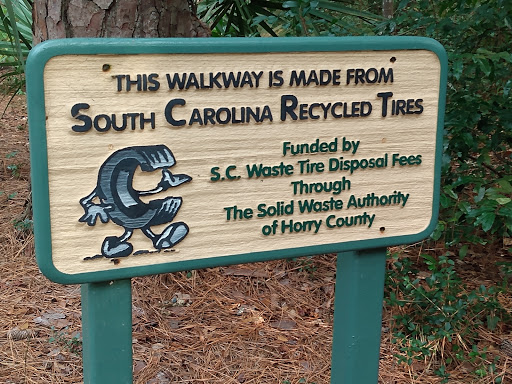 THIS WALKWAY IS MADE FROM
SOUTH CAROLINA RECYCLED TIRES
Funded by
S.C. Waste Tire Disposal Fees
Through
The Solid Waste Authority
of Horry County